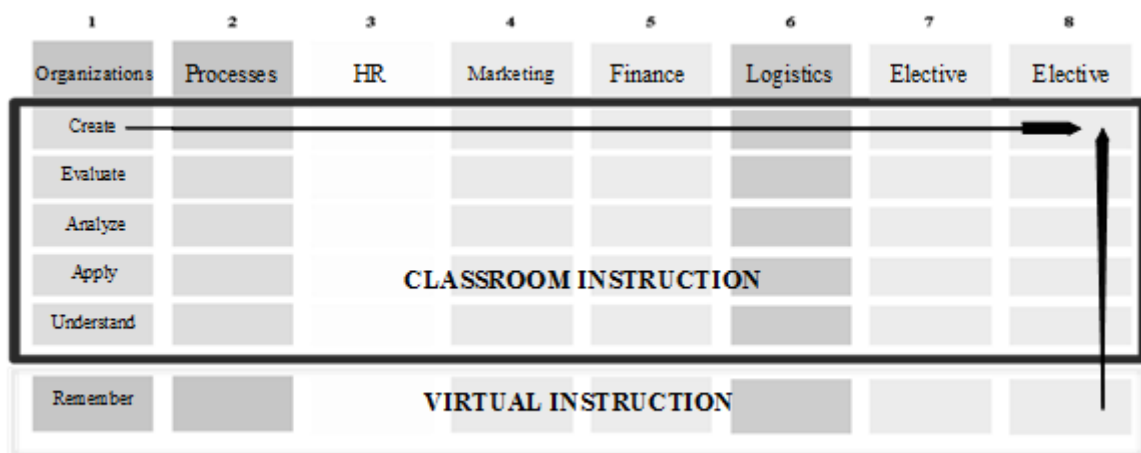 1 2 3 4 5 6 7 8
Organizations Processes HR Marketing Finance Logistics Elective Elective
Create
Evaluate
Analyze
Apply
CLASSROOM INSTRUCTION
Understand
Remember
VIRTUAL INSTRUCTION